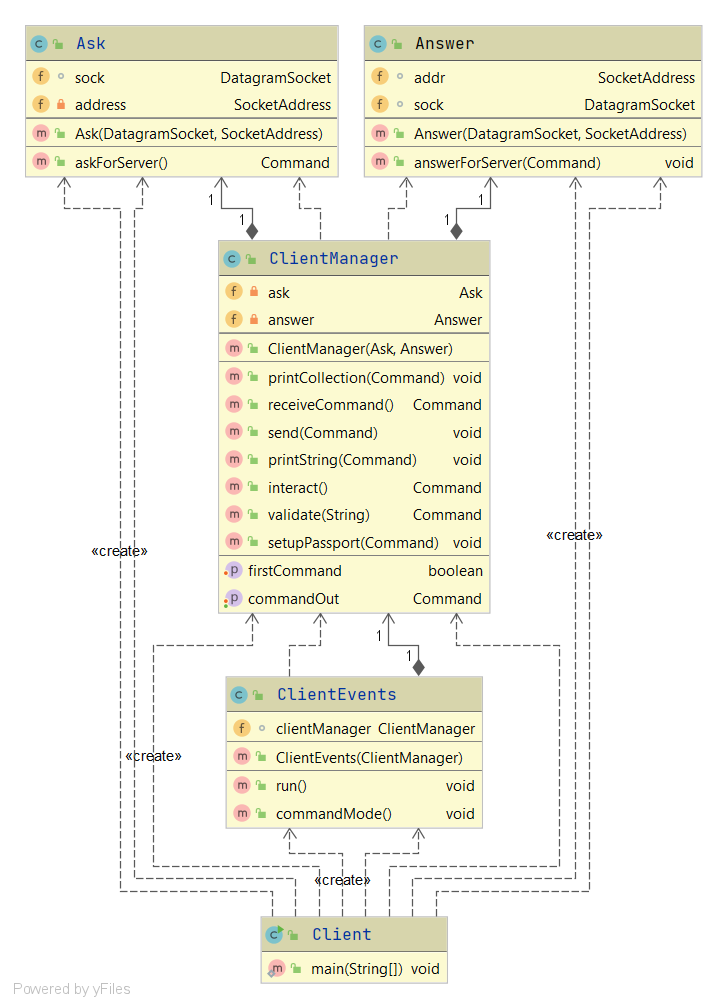 Ask
sock DatagramSocket
address SocketAddress
Ask(DatagramSocket, SocketAddress)
askForServer() Command
Answer
addr SocketAddress
sock DatagramSocket
Answer(DatagramSocket, SocketAddress)
answerForServer(Command) void
1
1
1
1
ClientManager
ask Ask
answer Answer
ClientManager(Ask, Answer)
printCollection(Command) void
receiveCommand() Command
send(Command) void
printString(Command) void
interact() Command
validate(String) Command
setupPassport(Command) void
firstCommand boolean
commandOut Command
«create»
«create»
1
1
ClientEvents
clientManager ClientManager
ClientEvents(ClientManager)
run() void
commandMode() void
«create»
«create»
Client
main(String[]) void
Powered by yFiles